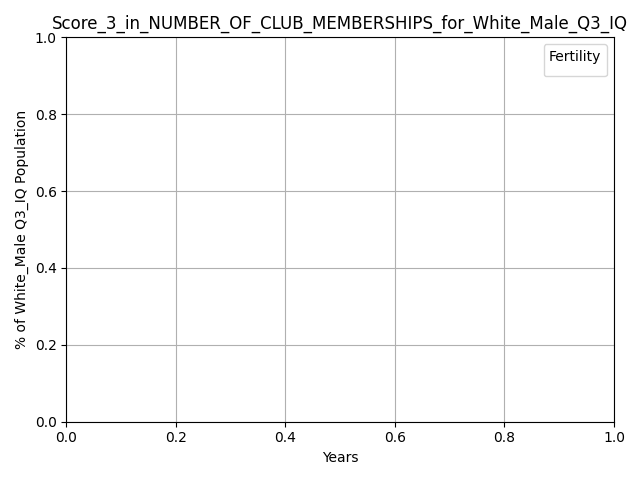 Score_3_in_NUMBER_OF_CLUB_MEMBERSHIPS_for_White_Male_Q3_IQ
Fertility
% of White_Male Q3_IQ Population
1.0
0.8
0.6
0.4
0.2
0.0
0.0 0.2 0.4 0.6 0.8 1.0
Years